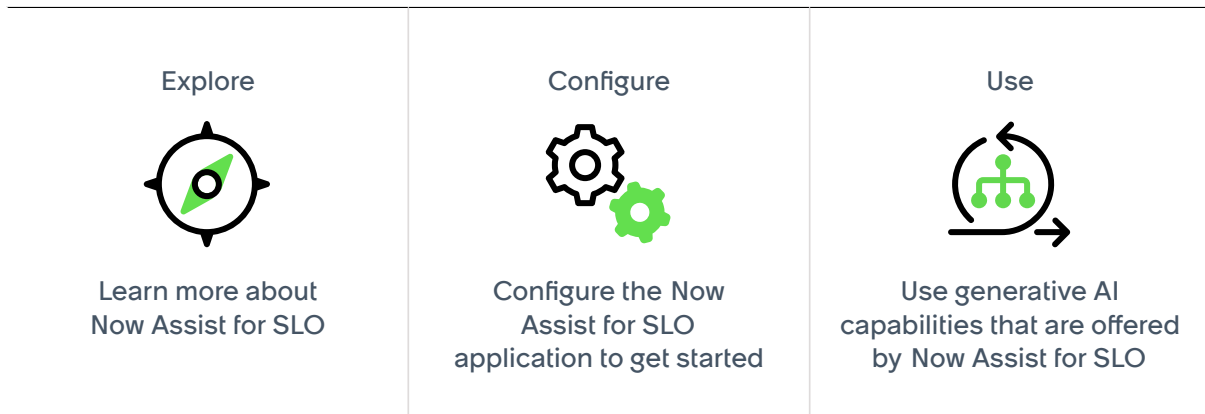 Explore
Learn more about
Now Assist for SLO
Configure
Configure the Now
Assist for SLO
application to get started
Use
Use generative AI
capabilities that are offered
by Now Assist for SLO